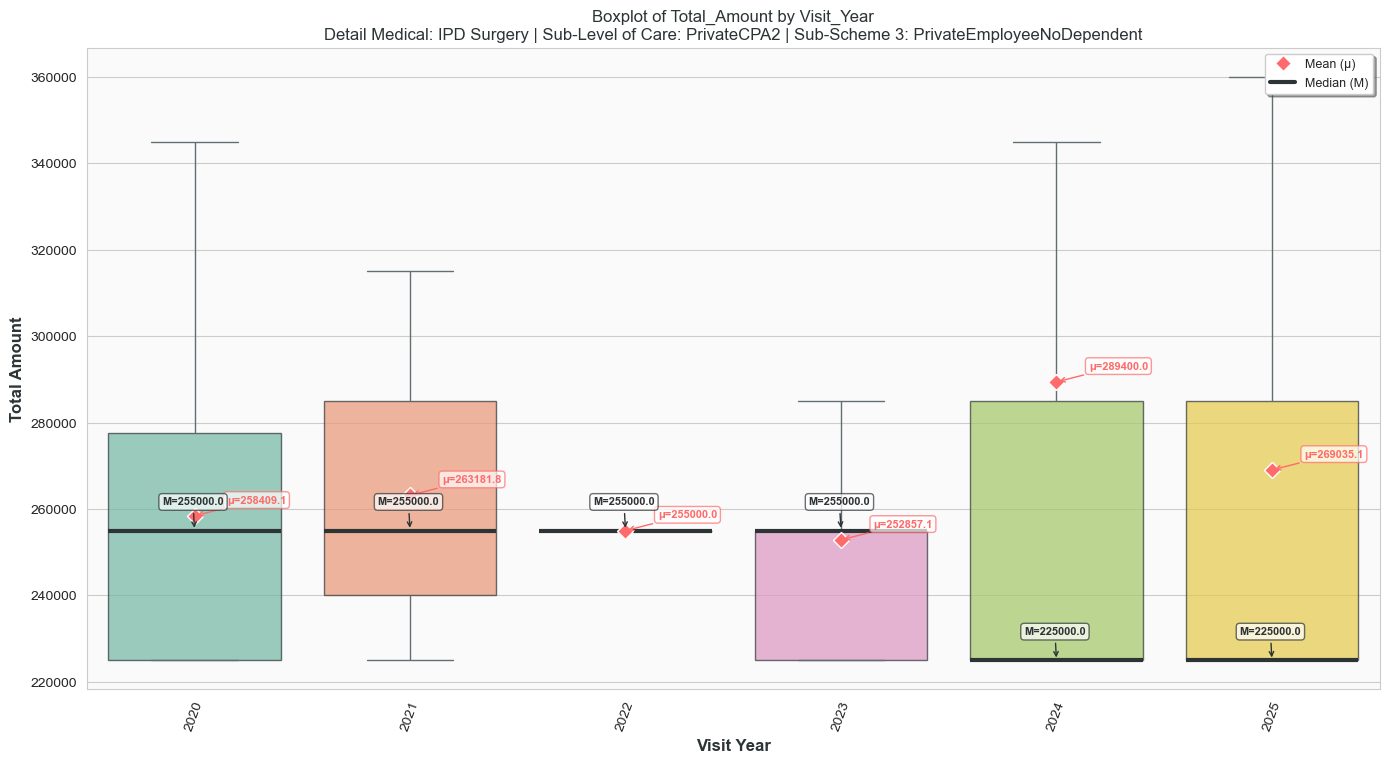 Boxplot of Total_Amount by Visit_Year
Detail Medical: IPD Surgery | Sub-Level of Care: PrivateCPA2 | Sub-Scheme 3: PrivateEmployeeNoDependent
Mean (μ)
Median (M)
Total Amount
360000
340000
320000
300000
280000
260000
240000
220000
M=255000.0
μ=258409.1
M=255000.0
μ=263181.8
M=255000.0
μ=255000.0
M=255000.0
μ=252857.1
μ=289400.0
M=225000.0
μ=269035.1
M=225000.0
2020
2021
2022
2023
2024
2025
Visit Year